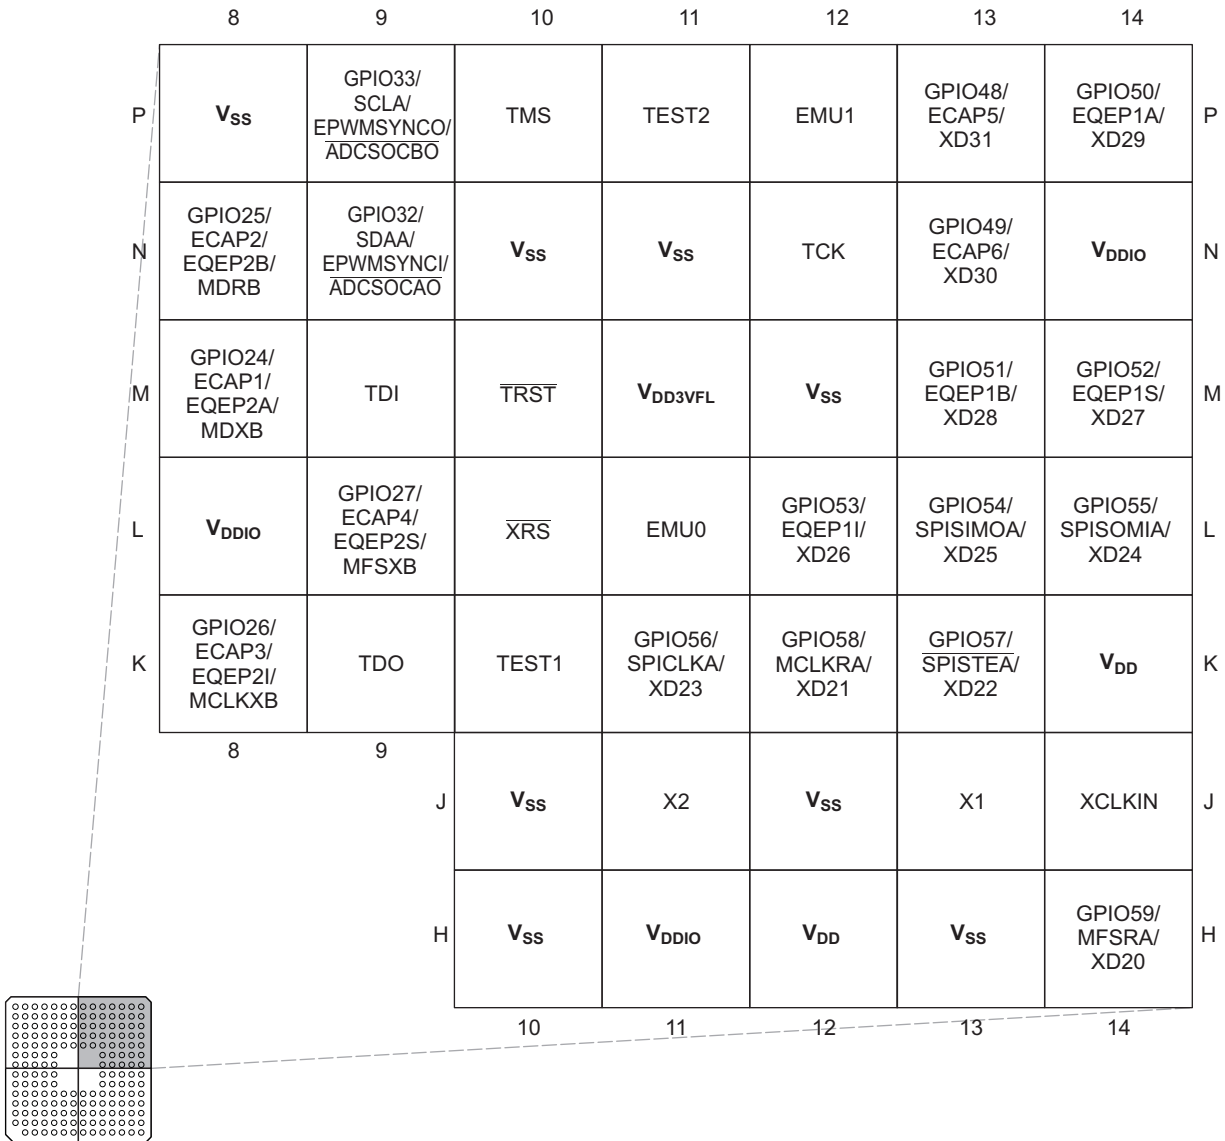 8 9 10 11 12 13 14
P
VSS
GPIO33/
SCLA/
EPWMSYNCO/
ADCSOCBO
TMS
TEST2
EMU1
GPIO48/
ECAP5/
XD31
GPIO50/
EQEP1A/
XD29
P
N
GPIO25/
ECAP2/
EQEP2B/
MDRB
GPIO32/
SDAA/
EPWMSYNCI/
ADCSOCAO
VSS
VSS
TCK
GPIO49/
ECAP6/
XD30
VDDIO
N
M
GPIO24/
ECAP1/
EQEP2A/
MDXB
TDI
TRST
VDD3VFL
VSS
GPIO51/
EQEP1B/
XD28
GPIO52/
EQEP1S/
XD27
M
L
VDDIO
GPIO27/
ECAP4/
EQEP2S/
MFSXB
XRS
EMU0
GPIO53/
EQEP1I/
XD26
GPIO54/
SPISIMOA/
XD25
GPIO55/
SPISOMIA/
XD24
L
K
GPIO26/
ECAP3/
EQEP2I/
MCLKXB
TDO
TEST1
GPIO56/
SPICLKA/
XD23
GPIO58/
MCLKRA/
XD21
GPIO57/
SPISTEA/
XD22
VDD
K
8 9
J
VSS
X2
VSS
X1
XCLKIN
J
H
VSS
VDDIO
VDD
VSS
GPIO59/
MFSRA/
XD20
H
10 11 12 13 14